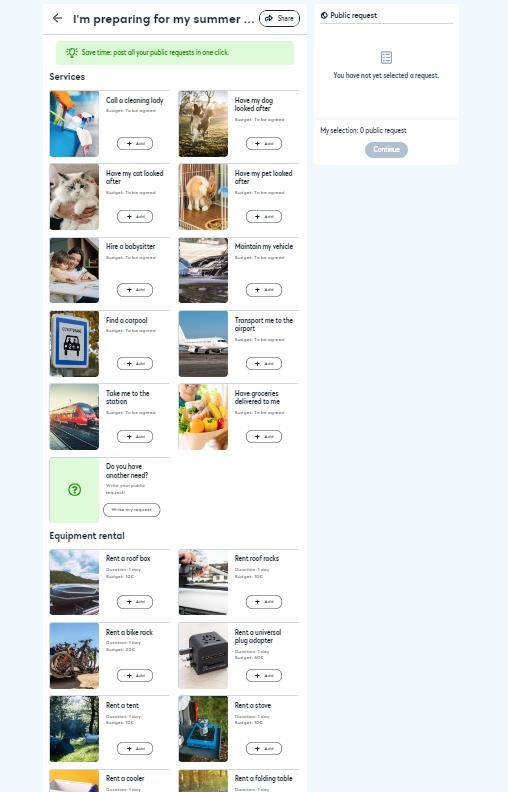 I'm preparing for my summer ...
Share
Save time: post all your public requests in one click.
Services
Call a cleaning lady
Budget: To be agreed
+ Add
Have my dog
looked after
Budget: To be agreed
+ Add
Have my cat looked
after
Budget: To be agreed
+ Add
Have my pet looked
after
Budget: To be agreed
+ Add
Hire a babysitter
Budget: To be agreed
+ Add
Maintain my vehicle
Budget: To be agreed
+ Add
Find a carpool
Budget: To be agreed
+ Add
Transport me to the
airport
Budget: To be agreed
+ Add
Take me to the
station
Budget: To be agreed
+ Add
Have groceries
delivered to me
Budget: To be agreed
+ Add
Do you have
another need?
Write your public
request!
Write my request
Equipment rental
Rent a roof box
Duration: 1 day
Budget: 10€
+ Add
Rent roof racks
Duration: 1 day
Budget: 10€
+ Add
Rent a bike rack
Duration: 1 day
Budget: 20€
+ Add
Rent a universal
plug adapter
Duration: 1 day
+ Add
Rent a tent
Duration: 1 day
Budget: 10€
+ Add
Rent a stove
Duration: 1 day
Budget: 10€
+ Add
Rent a cooler
Duration: 1 day
Rent a folding table
Duration: 1 day
Public request
You have not yet selected a request.
My selection: 0 public request
Continue